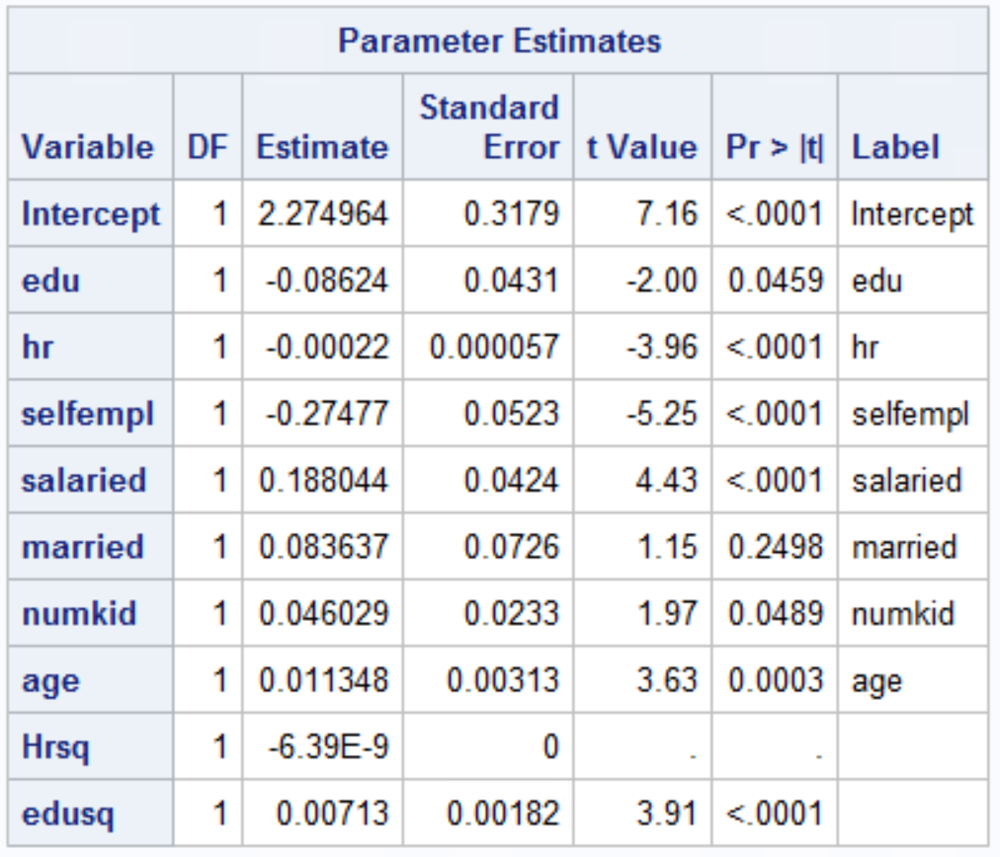 Parameter Estimates
Variable DF Estimate Standard Error t Value Pr > |t| Label
Intercept 1 2.274964 0.3179 7.16 <.0001 Intercept
edu 1 -0.08624 0.0431 -2.00 0.0459 edu
hr 1 -0.00022 0.000057 -3.96 <.0001 hr
selfempl 1 -0.27477 0.0523 -5.25 <.0001 selfempl
salaried 1 0.188044 0.0424 4.43 <.0001 salaried
married 1 0.083637 0.0726 1.15 0.2498 married
numkid 1 0.046029 0.0233 1.97 0.0489 numkid
age 1 0.011348 0.00313 3.63 0.0003 age
Hrsq 1 -6.39E-9 0 . .
edusq 1 0.00713 0.00182 3.91 <.0001